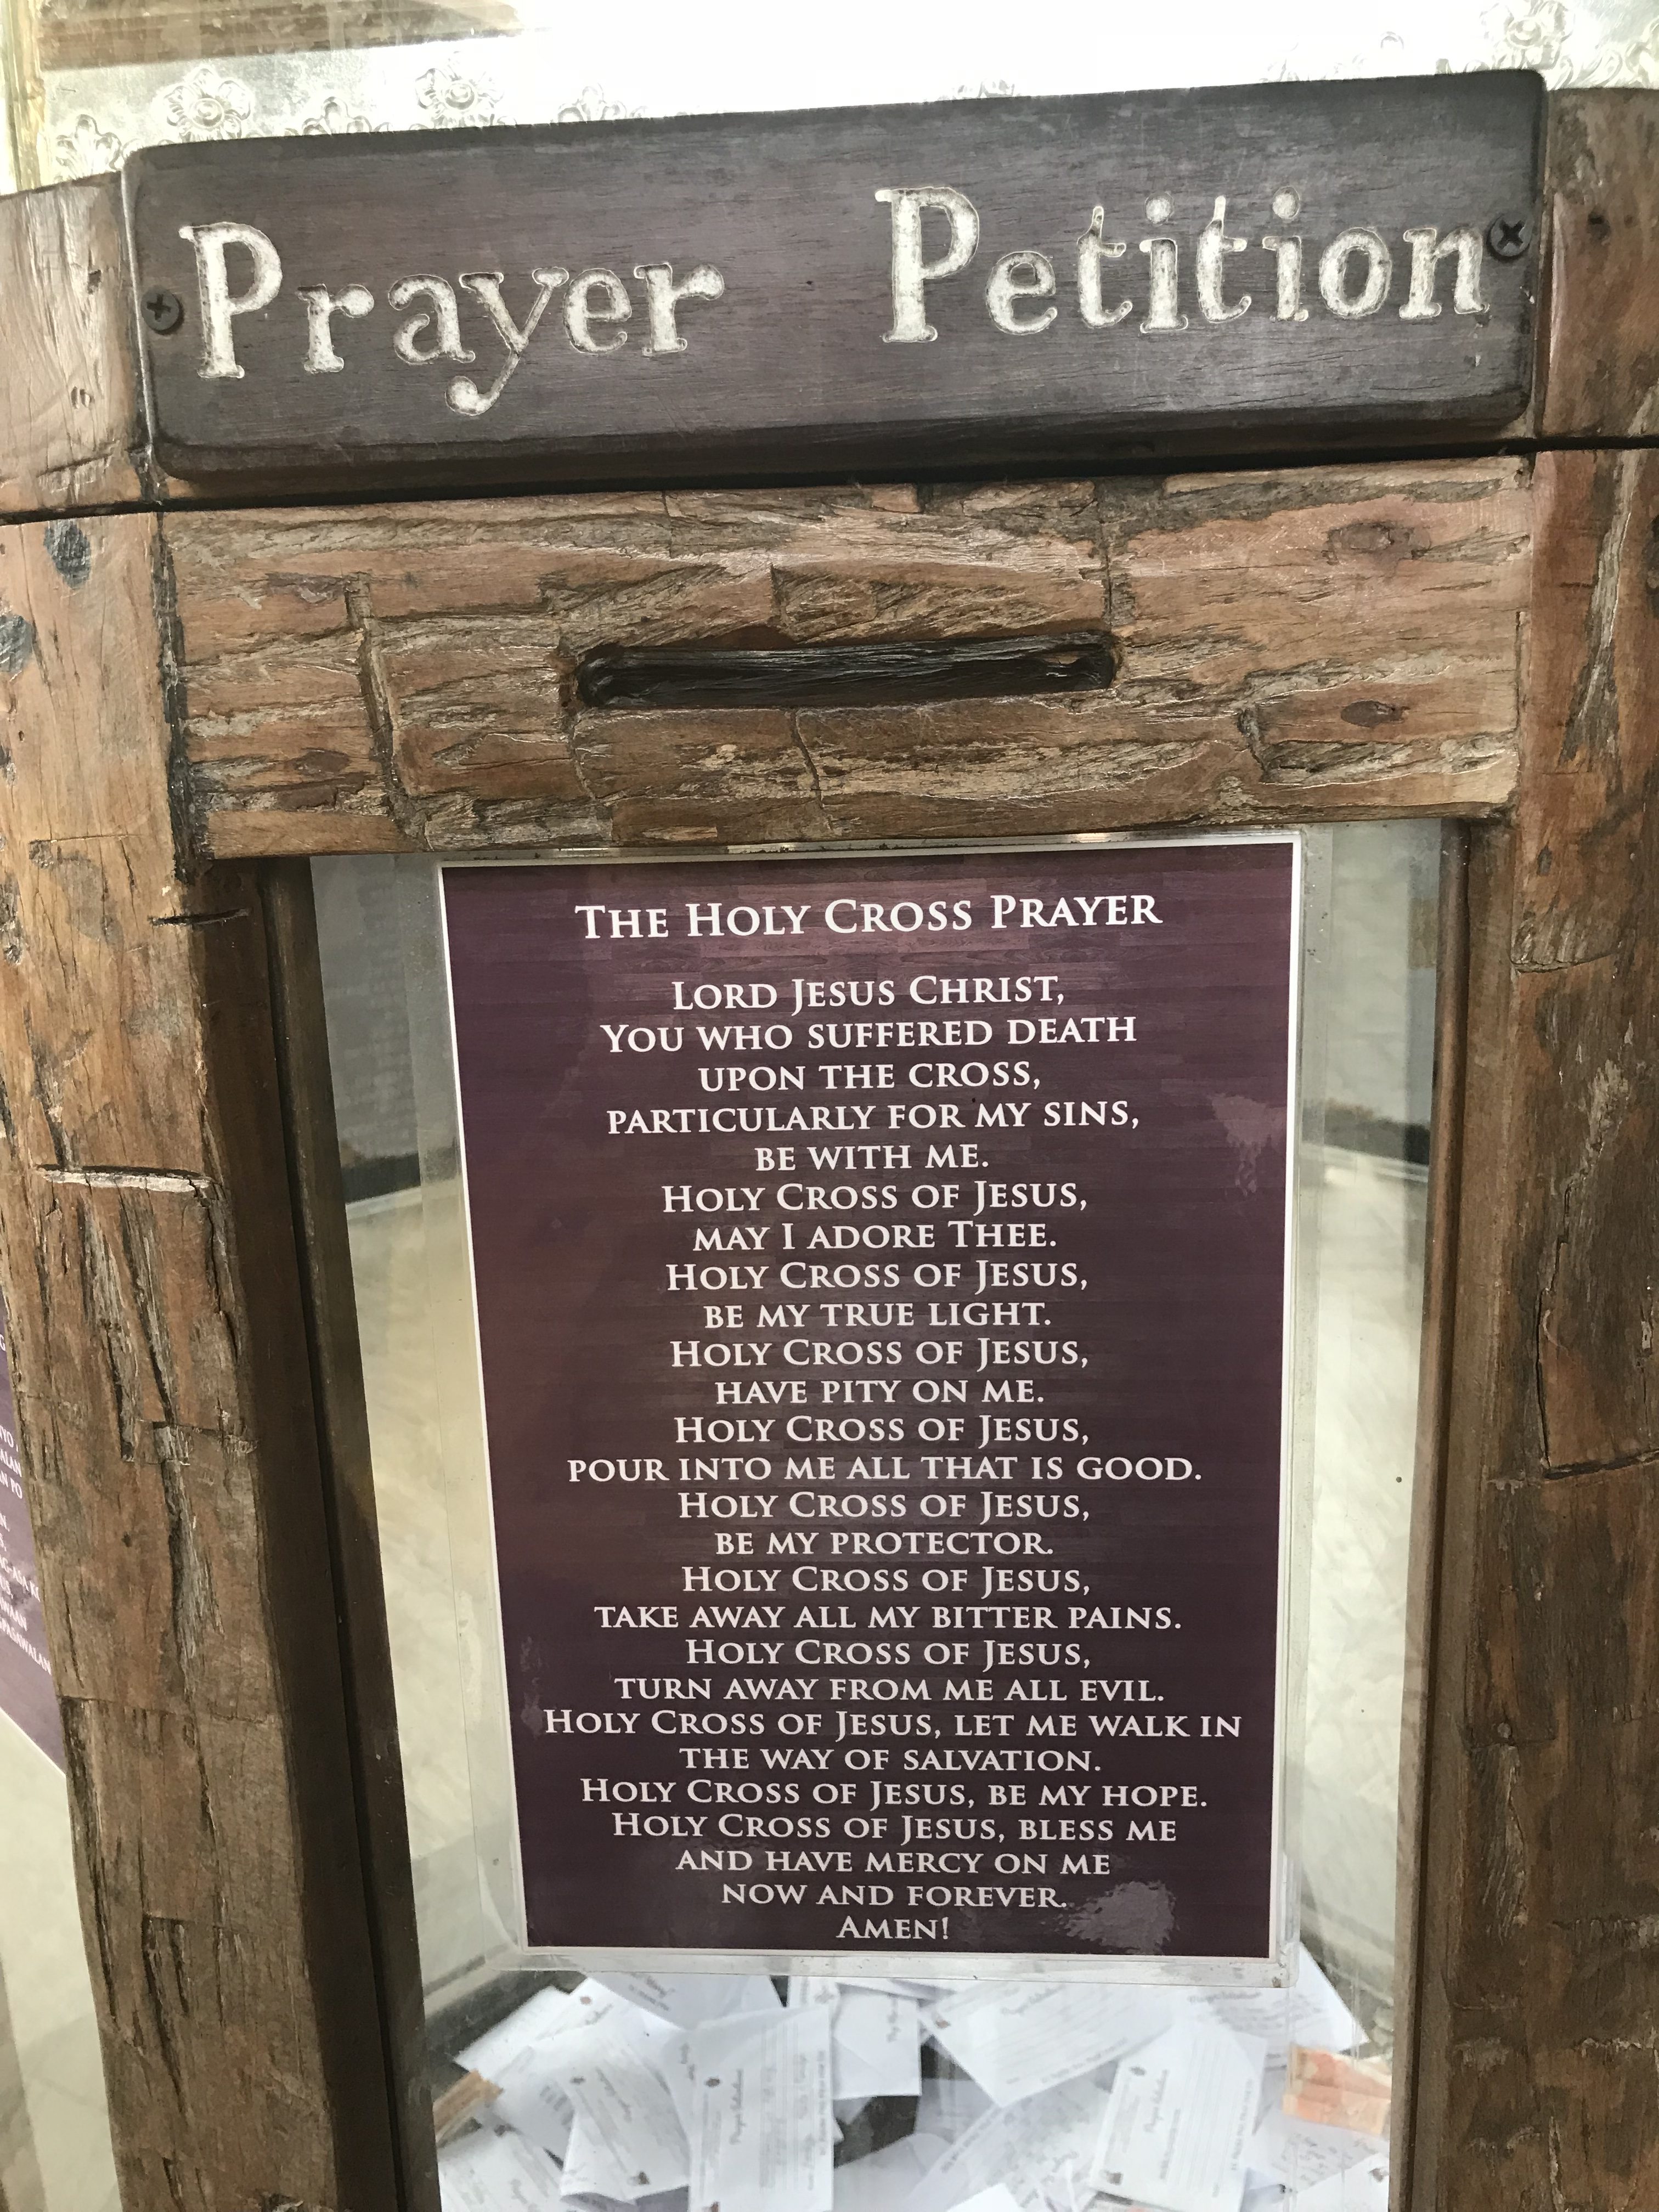 Prayer Petition
THE HOLY CROSS PRAYER
LORD JESUS CHRIST,
YOU WHO SUFFERED DEATH
UPON THE CROSS,
PARTICULARLY FOR MY SINS,
BE WITH ME.
HOLY CROSS OF JESUS,
MAY I ADORE THEE.
HOLY CROSS OF JESUS,
BE MY TRUE LIGHT.
HOLY CROSS OF JESUS,
HAVE PITY ON ME.
HOLY CROSS OF JESUS,
POUR INTO ME ALL THAT IS GOOD.
HOLY CROSS OF JESUS,
BE MY PROTECTOR.
HOLY CROSS OF JESUS,
TAKE AWAY ALL MY BITTER PAINS.
HOLY CROSS OF JESUS,
TURN AWAY FROM ME ALL EVIL.
HOLY CROSS OF JESUS, LET ME WALK IN
THE WAY OF SALVATION.
HOLY CROSS OF JESUS, BE MY HOPE.
HOLY CROSS OF JESUS, BLESS ME
AND HAVE MERCY ON ME
NOW AND FOREVER.
AMEN!